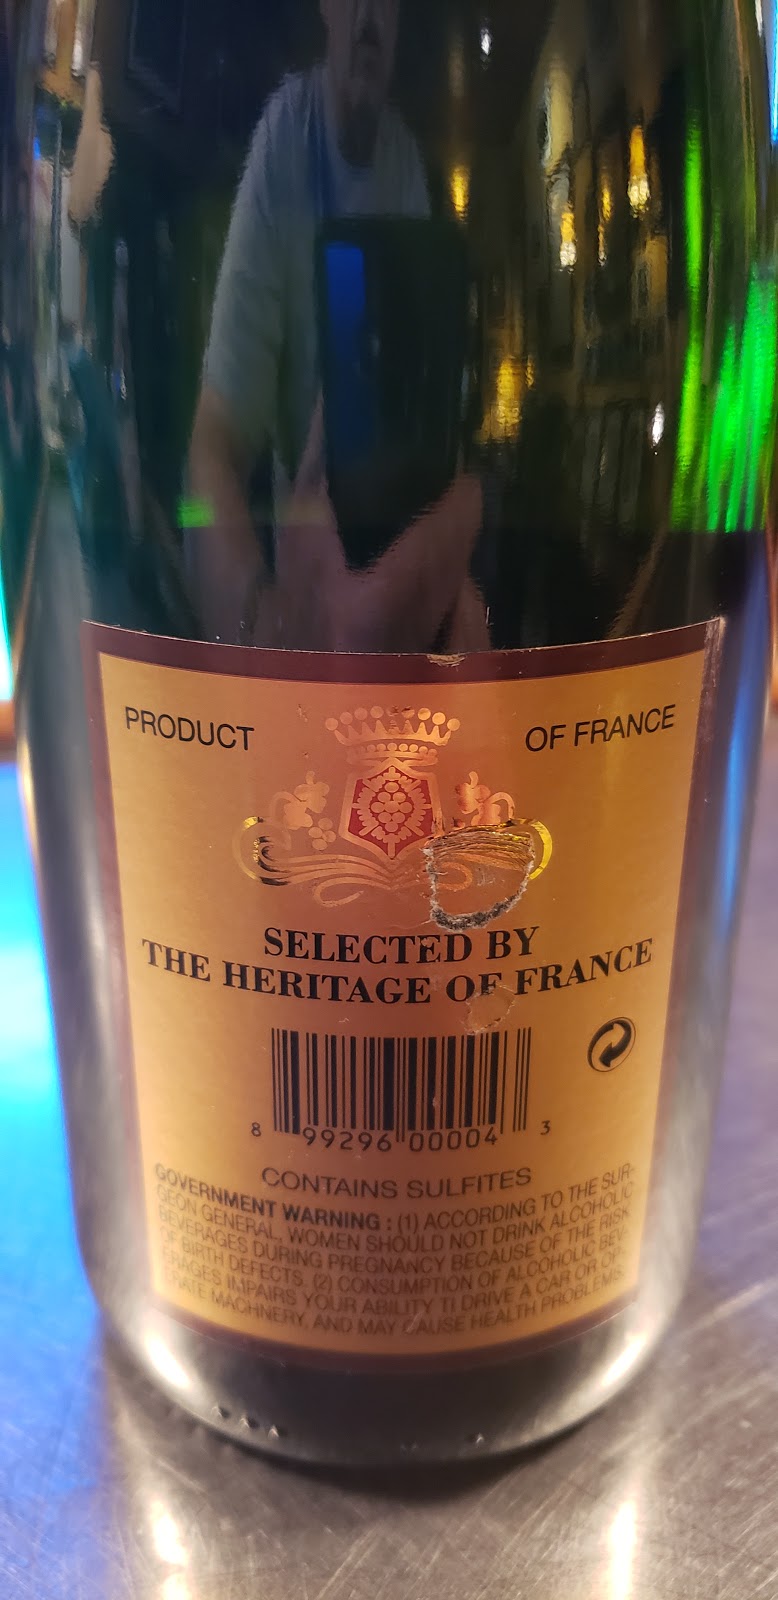 PRODUCT OF FRANCE
SELECTED BY
THE HERITAGE OF FRANCE
8 99296 00004 3
CONTAINS SULFITES
GOVERNMENT WARNING : (1) ACCORDING TO THE SUR-
GEON GENERAL, WOMEN SHOULD NOT DRINK ALCOHOLIC
BEVERAGES DURING PREGNANCY BECAUSE OF THE RISK
OF BIRTH DEFECTS. (2) CONSUMPTION OF ALCOHOLIC BEV-
ERAGES IMPAIRS YOUR ABILITY TI DRIVE A CAR OR OP-
ERATE MACHNERY, AND MAY CAUSE HEALTH PROBLEMS.